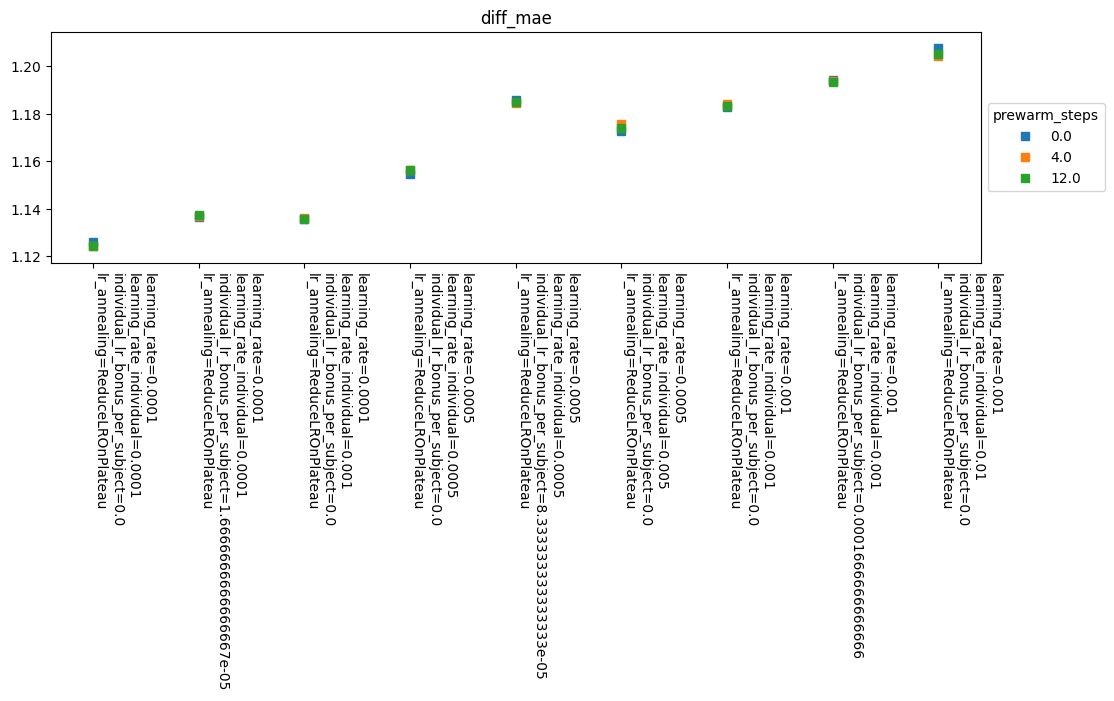 diff_mae
1.20
1.18
1.16
1.14
1.12
prewarm_steps
0.0
4.0
12.0
learning_rate=0.0001
learning_rate_individual=0.0001
individual_lr_bonus_per_subject=0.0
lr_annealing=ReduceLROnPlateau
learning_rate=0.0001
learning_rate_individual=0.0001
individual_lr_bonus_per_subject=1.6666666666666667e-05
lr_annealing=ReduceLROnPlateau
learning_rate=0.0001
learning_rate_individual=0.001
individual_lr_bonus_per_subject=0.0
lr_annealing=ReduceLROnPlateau
learning_rate=0.0005
learning_rate_individual=0.0005
individual_lr_bonus_per_subject=0.0
lr_annealing=ReduceLROnPlateau
learning_rate=0.0005
learning_rate_individual=0.0005
individual_lr_bonus_per_subject=8.333333333333333e-05
lr_annealing=ReduceLROnPlateau
learning_rate=0.0005
learning_rate_individual=0.005
individual_lr_bonus_per_subject=0.0
lr_annealing=ReduceLROnPlateau
learning_rate=0.001
learning_rate_individual=0.001
individual_lr_bonus_per_subject=0.0
lr_annealing=ReduceLROnPlateau
learning_rate=0.001
learning_rate_individual=0.001
individual_lr_bonus_per_subject=0.00016666666666666
lr_annealing=ReduceLROnPlateau
learning_rate=0.001
learning_rate_individual=0.01
individual_lr_bonus_per_subject=0.0
lr_annealing=ReduceLROnPlateau